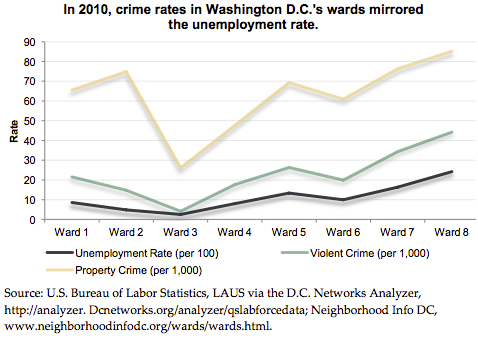 In 2010, crime rates in Washington D.C.'s wards mirrored
the unemployment rate.
90
80
70
60
50
40
30
20
10
0
Rate
Ward 1 Ward 2 Ward 3 Ward 4 Ward 5 Ward 6 Ward 7 Ward 8
Unemployment Rate (per 100) Violent Crime (per 1,000)
Property Crime (per 1,000)
Source: U.S. Bureau of Labor Statistics, LAUS via the D.C. Networks Analyzer,
http://analyzer. Dcnetworks.org/analyzer/qslabforcedata; Neighborhood Info DC,
www.neighborhoodinfodc.org/wards/wards.html.